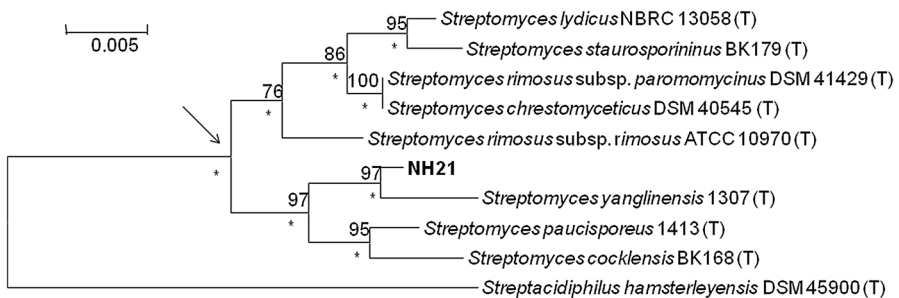 Streptomyces lydicus NBRC 13058 (T)
95
*
Streptomyces staurosporininus BK179 (T)
0.005
86
*
100
*
Streptomyces rimosus subsp. paromomycinus DSM 41429 (T)
76
*
Streptomyces chrestomyceticus DSM 40545 (T)
Streptomyces rimosus subsp. rimosus ATCC 10970 (T)
*
97
*
NH21
97
*
Streptomyces yanglinensis 1307 (T)
95
*
Streptomyces paucisporeus 1413 (T)
Streptomyces cocklensis BK168 (T)
Streptacidiphilus hamsterleyensis DSM 45900 (T)